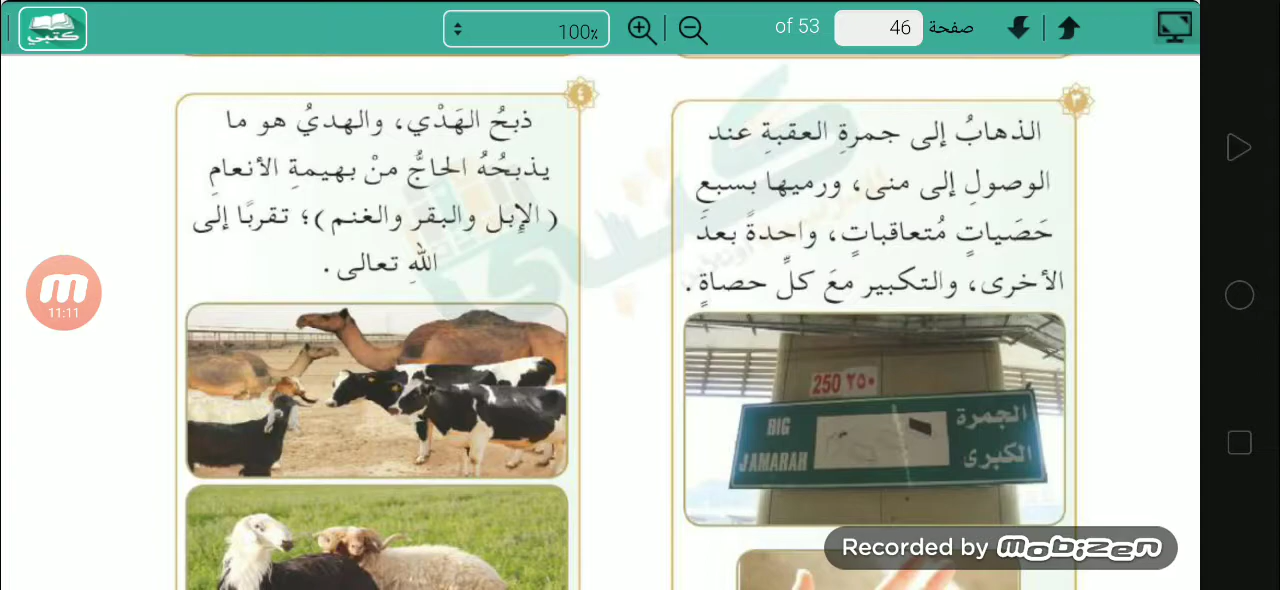 كتبي
100%
of 53
46
صفحة
٣
الذهابُ إلى جمرةِ العقبةِ عند
الوصولِ إلى منى، ورميها بسبعِ
حَصَياتٍ مُتعاقباتٍ، واحدةً بعدَ
الأخرى، والتكبير معَ كلِّ حصاةٍ.
250 ٢٥٠
الجمرة
الكبرى
BIG
JAMARAH
٤
ذبحُ الهَدْي، والهديُ هو ما
يذبحُهُ الحاجُّ منْ بهيمةِ الأنعامِ
(الإبل والبقر والغنم)؛ تقربًا إلى
اللهِ تعالى.
11:11
Recorded by mobizen